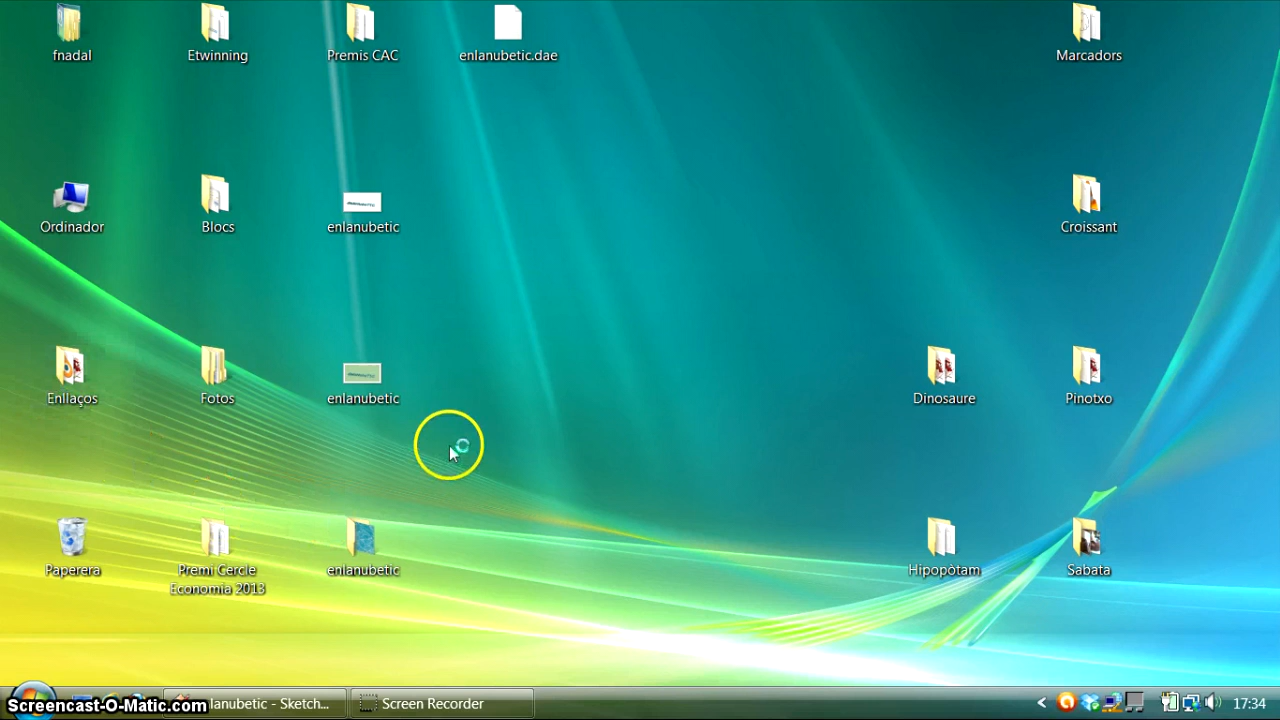 fnadal
Etwinning
Premis CAC
enlanubetic.dae
Marcadors
Ordinador
Blocs
enlanubetic
Croissant
Enllaços
Fotos
enlanubetic
Dinosaure
Pinotxo
Paperera
Premi Cercle
Economia 2013
enlanubetic
Hipopòtam
Sabata
Screencast-O-Matic.com
lanubetic - Sketch...
Screen Recorder
17:34